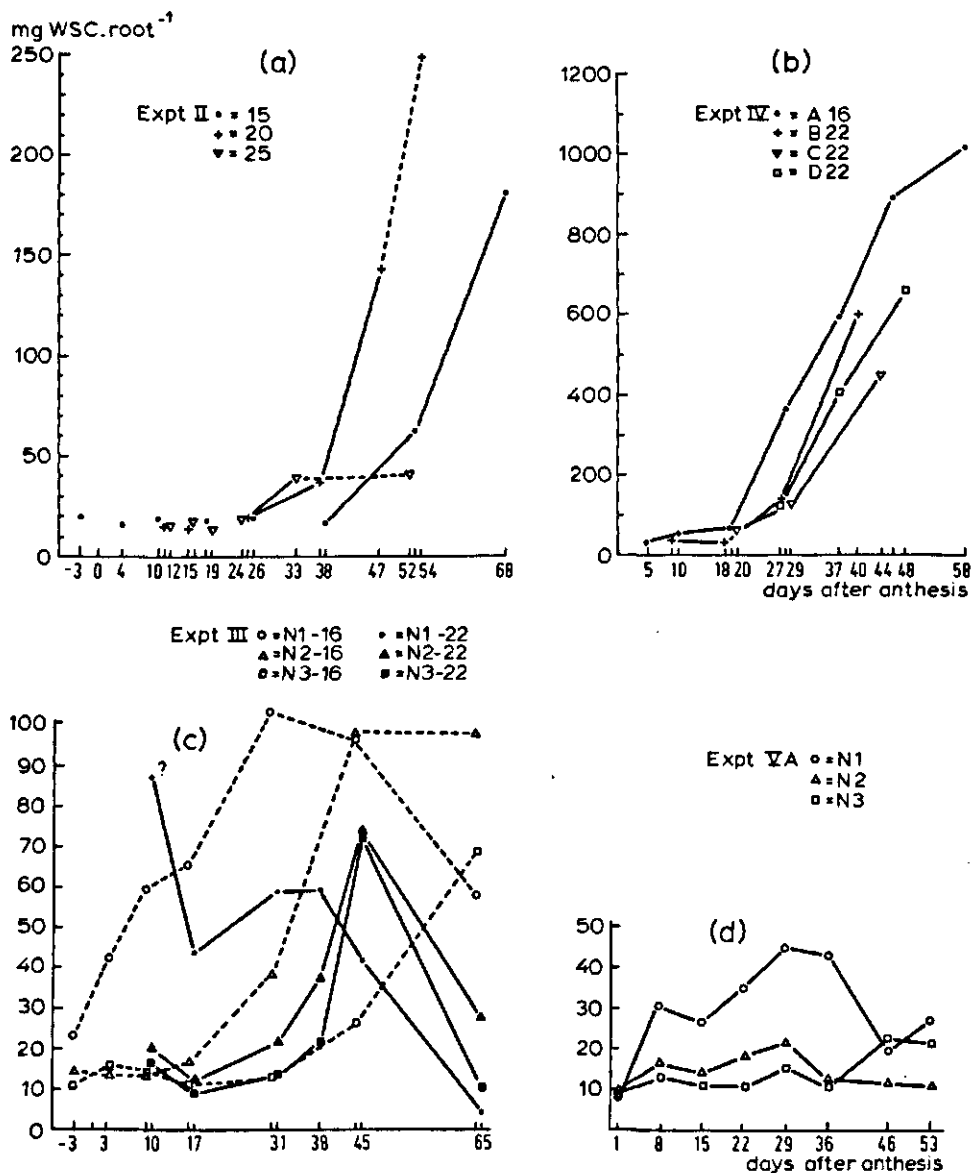 mg WSC.root⁻¹
(a)
Expt II • = 15
+ = 20
▽ = 25
250
200
150
100
50
0
-3 0 4 10 12 15 19 24 26 33 38 47 52 54 68
(b)
Expt IV • = A 16
+ = B 22
▽ = C 22
□ = D 22
1200
1000
800
600
400
200
0
5 10 18 20 27 29 37 40 44 48 58
days after anthesis
Expt III ○ = N1-16 • = N1-22
△ = N2-16 ▲ = N2-22
□ = N3-16 ■ = N3-22
(c)
?
100
90
80
70
60
50
40
30
20
10
0
-3 3 10 17 31 38 45 65
Expt VA ○ = N1
△ = N2
□ = N3
(d)
50
40
30
20
10
1 8 15 22 29 36 46 53
days after anthesis